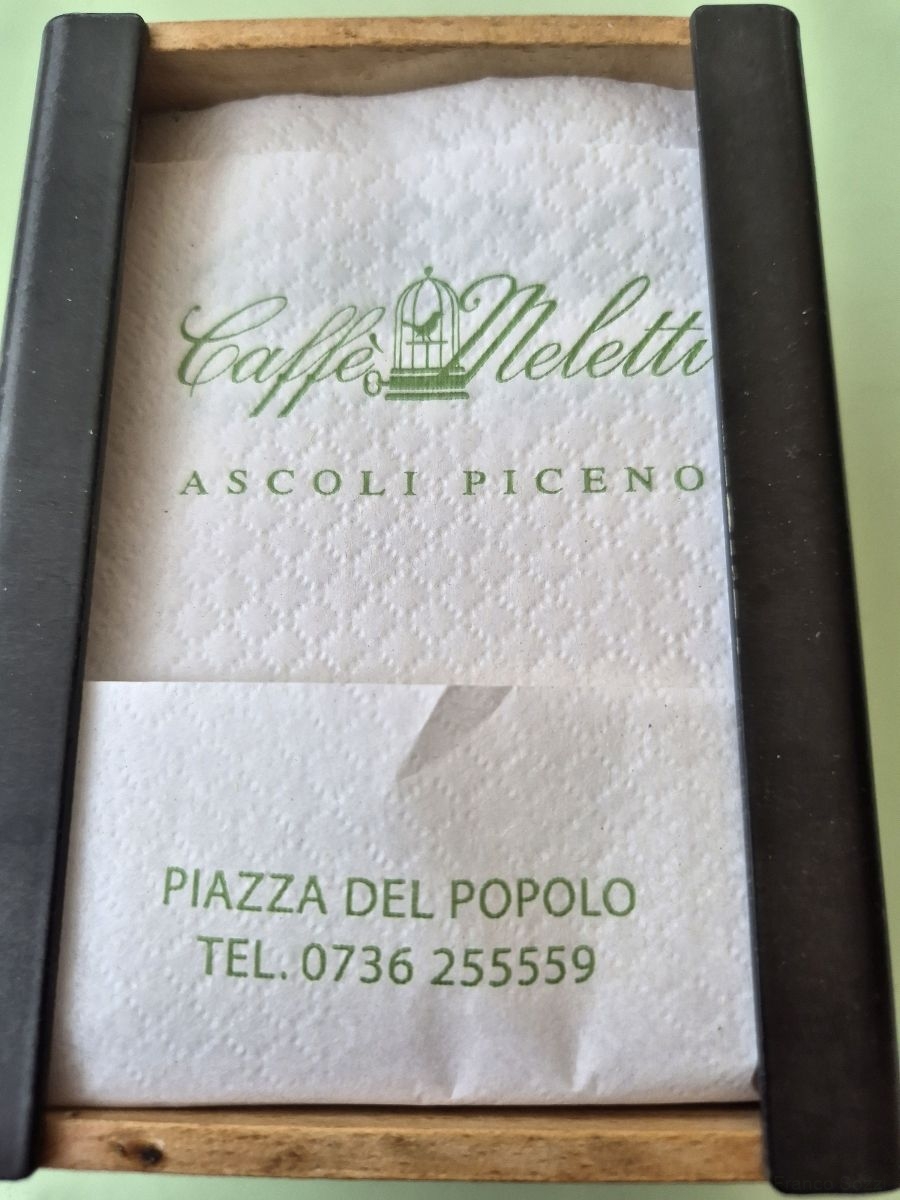 Caffè Meletti
ASCOLI PICENO
PIAZZA DEL POPOLO
TEL. 0736 255559